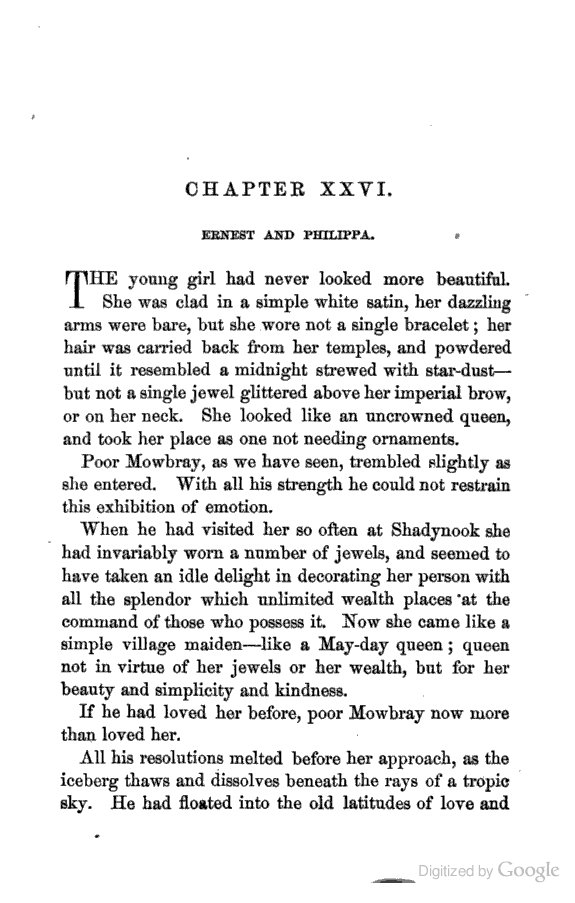 CHAPTER XXVI.
ERNEST AND PHILIPPA.
THE young girl had never looked more beautiful.
She was clad in a simple white satin, her dazzling
arms were bare, but she wore not a single bracelet; her
hair was carried back from her temples, and powdered
until it resembled a midnight strewed with star-dust—
but not a single jewel glittered above her imperial brow,
or on her neck. She looked like an uncrowned queen,
and took her place as one not needing ornaments.
Poor Mowbray, as we have seen, trembled slightly as
she entered. With all his strength he could not restrain
this exhibition of emotion.
When he had visited her so often at Shadynook she
had invariably worn a number of jewels, and seemed to
have taken an idle delight in decorating her person with
all the splendor which unlimited wealth places at the
command of those who possess it. Now she came like a
simple village maiden—like a May-day queen; queen
not in virtue of her jewels or her wealth, but for her
beauty and simplicity and kindness.
If he had loved her before, poor Mowbray now more
than loved her.
All his resolutions melted before her approach, as the
iceberg thaws and dissolves beneath the rays of a tropic
sky. He had floated into the old latitudes of love and
Digitized by Google